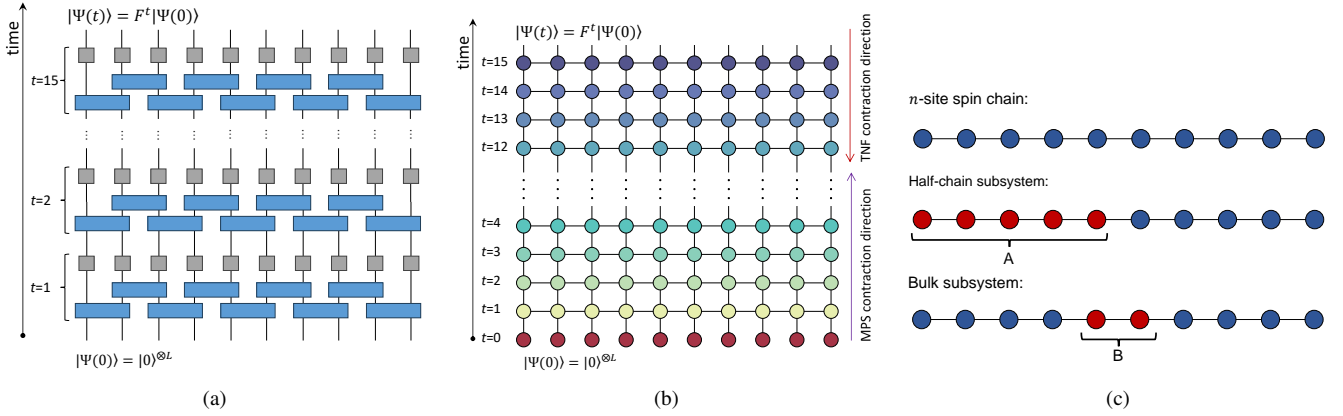 time
|Ψ(t)⟩ = F^t|Ψ(0)⟩
t=15
t=2
t=1
|Ψ(0)⟩ = |0⟩^{⊗L}
(a)
time
|Ψ(t)⟩ = F^t|Ψ(0)⟩
t=15
t=14
t=13
t=12
t=4
t=3
t=2
t=1
t=0
|Ψ(0)⟩ = |0⟩^{⊗L}
TNF contraction direction
MPS contraction direction
(b)
n-site spin chain:
Half-chain subsystem:
A
Bulk subsystem:
B
(c)